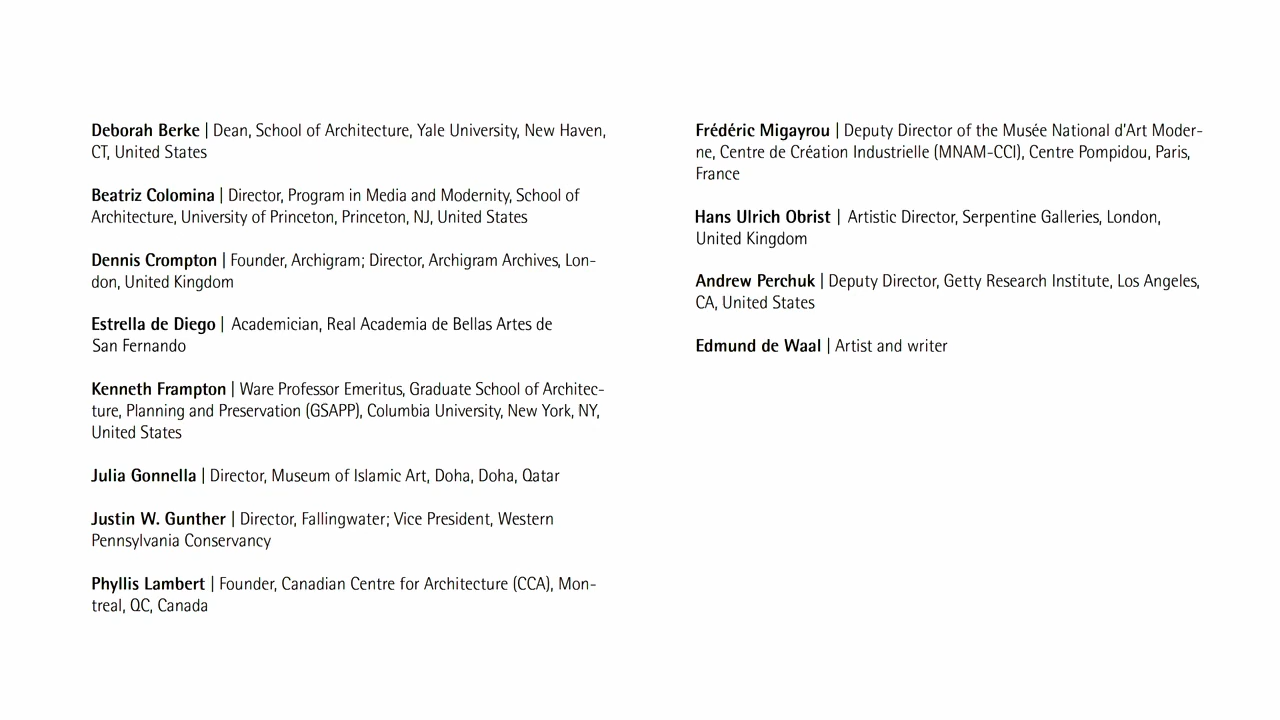 Deborah Berke | Dean, School of Architecture, Yale University, New Haven,
CT, United States
Beatriz Colomina | Director, Program in Media and Modernity, School of
Architecture, University of Princeton, Princeton, NJ, United States
Dennis Crompton | Founder, Archigram; Director, Archigram Archives, Lon-
don, United Kingdom
Estrella de Diego | Academician, Real Academia de Bellas Artes de
San Fernando
Kenneth Frampton | Ware Professor Emeritus, Graduate School of Architec-
ture, Planning and Preservation (GSAPP), Columbia University, New York, NY,
United States
Julia Gonnella | Director, Museum of Islamic Art, Doha, Doha, Qatar
Justin W. Gunther | Director, Fallingwater; Vice President, Western
Pennsylvania Conservancy
Phyllis Lambert | Founder, Canadian Centre for Architecture (CCA), Mon-
treal, QC, Canada
Frédéric Migayrou | Deputy Director of the Musée National d'Art Moder-
ne, Centre de Création Industrielle (MNAM-CCI), Centre Pompidou, Paris,
France
Hans Ulrich Obrist | Artistic Director, Serpentine Galleries, London,
United Kingdom
Andrew Perchuk | Deputy Director, Getty Research Institute, Los Angeles,
CA, United States
Edmund de Waal | Artist and writer